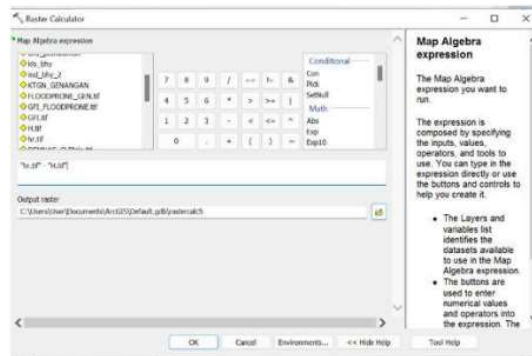 Raster Calculator
Map Algebra expression
KTGN_GENANGAN
FLOODPRONE_GEN.tif
GFI_FLOODPRONE.tif
GFI.tif
H.tif
hr.tif
7 8 9 / == != &
4 5 6 * > >= |
1 2 3 - < <= ^
0 . + ( ) ~
Conditional
Con
Pick
SetNull
Math
Abs
Exp
Exp10
"hr.tif" - "H.tif"
Output raster
C:\Users\User\Documents\ArcGIS\Default.gdb\rastercalc5
OK
Cancel
Environments...
<< Hide Help
Tool Help
Map Algebra
expression
The Map Algebra
expression you want to
run.
The expression is
composed by specifying
the inputs, values,
operators, and tools to
use. You can type in the
expression directly or use
the buttons and controls to
help you create it.
• The Layers and
variables list
identifies the
datasets available
to use in the Map
Algebra expression.
• The buttons are
used to enter
numerical values
and operators into
the expression. The